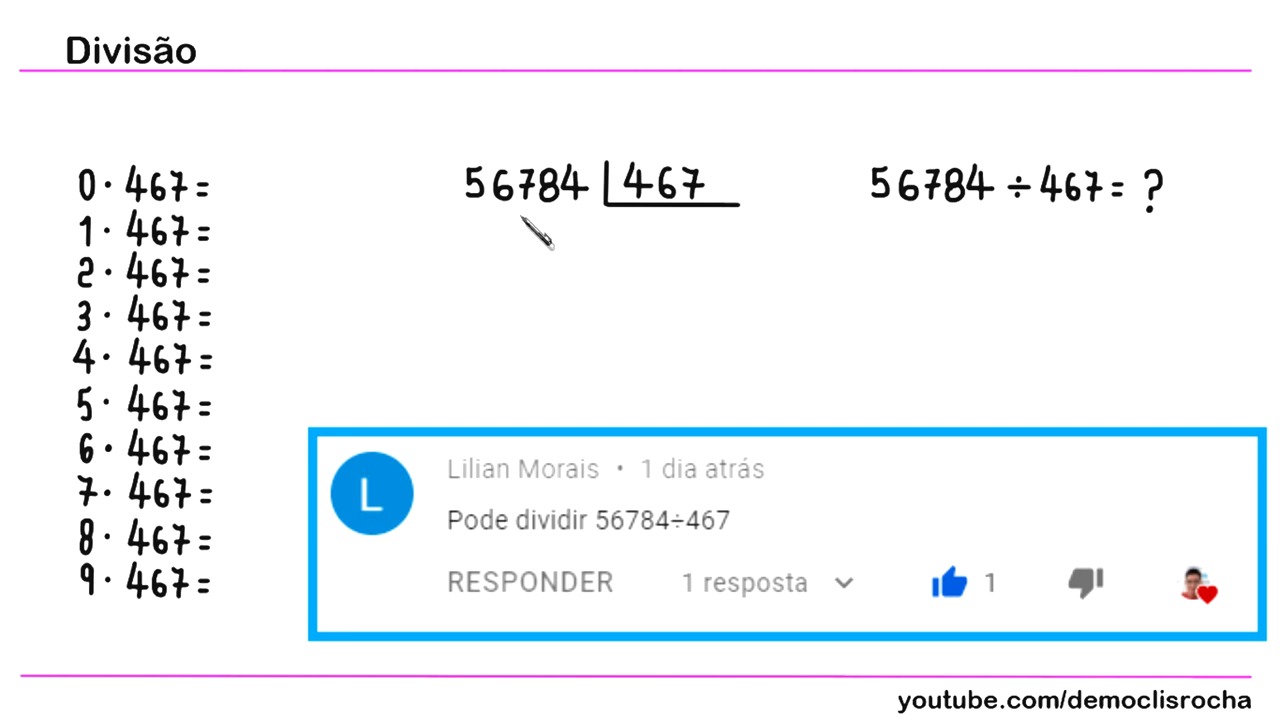 Divisão
0 · 467 =
1 · 467 =
2 · 467 =
3 · 467 =
4 · 467 =
5 · 467 =
6 · 467 =
7 · 467 =
8 · 467 =
9 · 467 =
56784 | 467
56784 ÷ 467 = ?
L
Lilian Morais • 1 dia atrás
Pode dividir 56784÷467
RESPONDER 1 resposta 1
youtube.com/democlisrocha